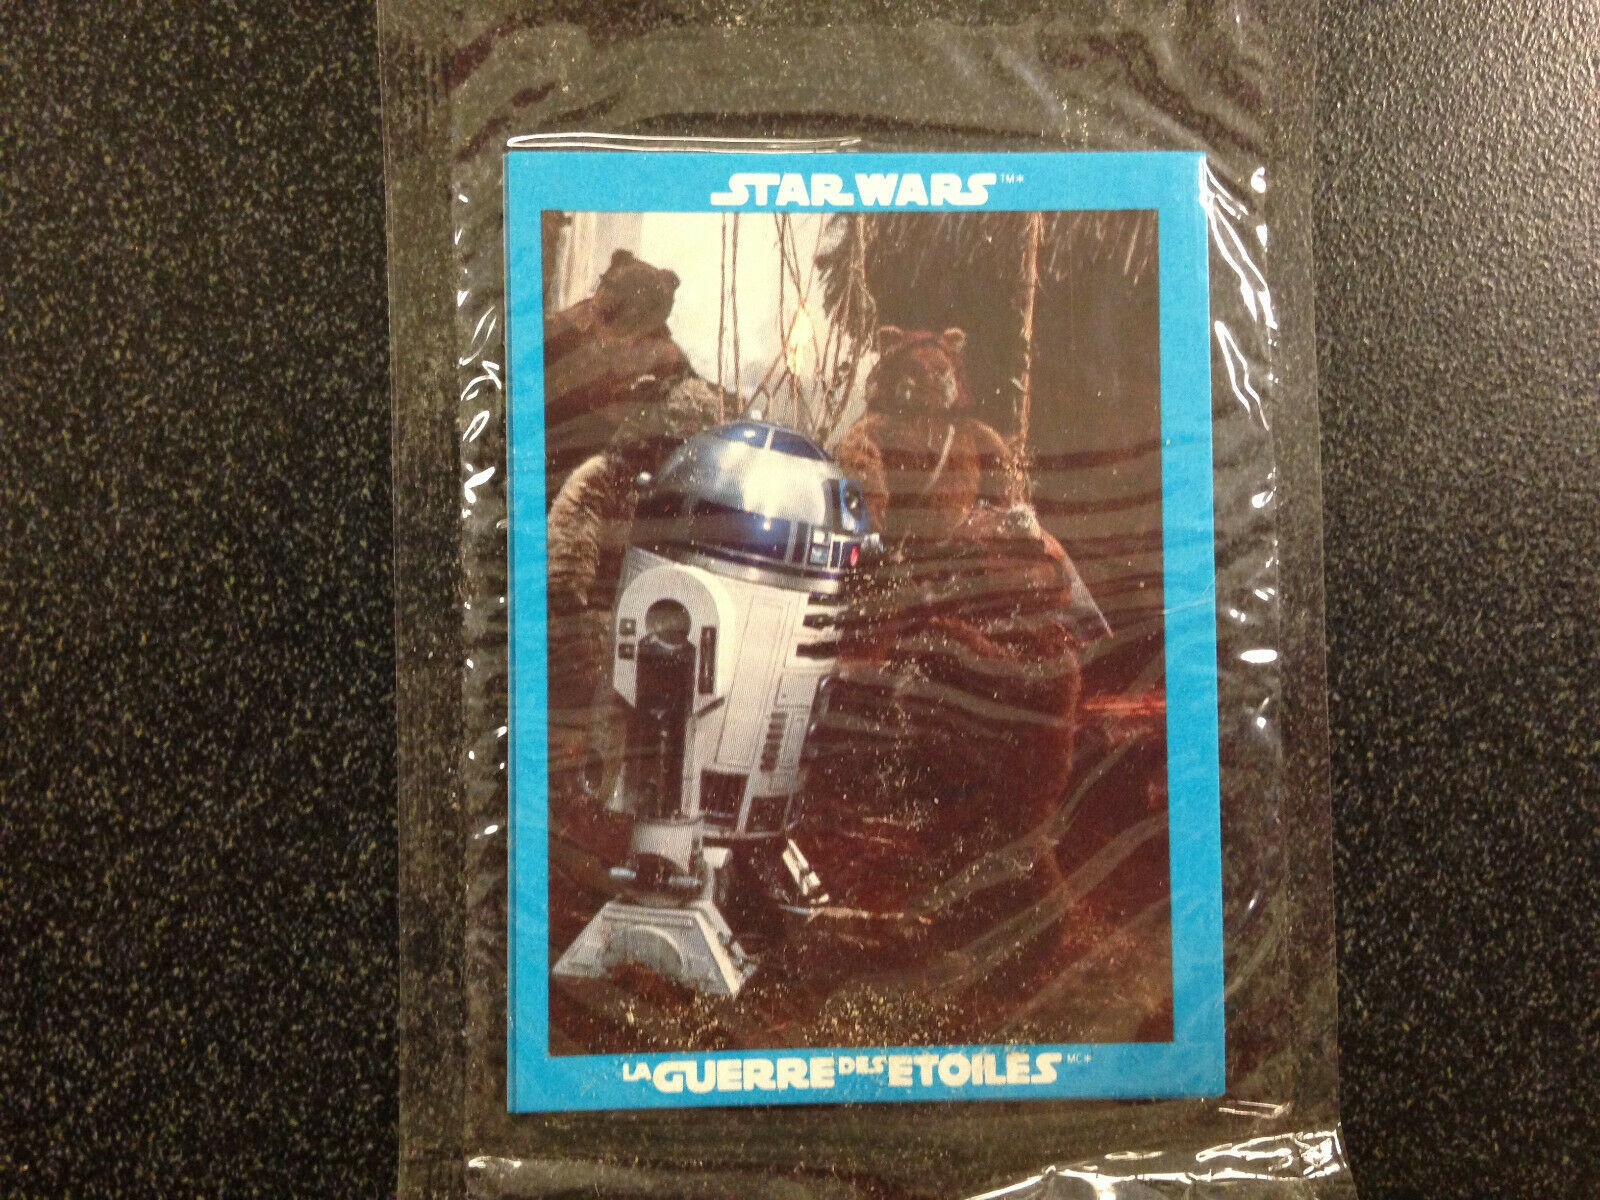 STAR WARS™*
LA GUERRE DES ETOILES MC*